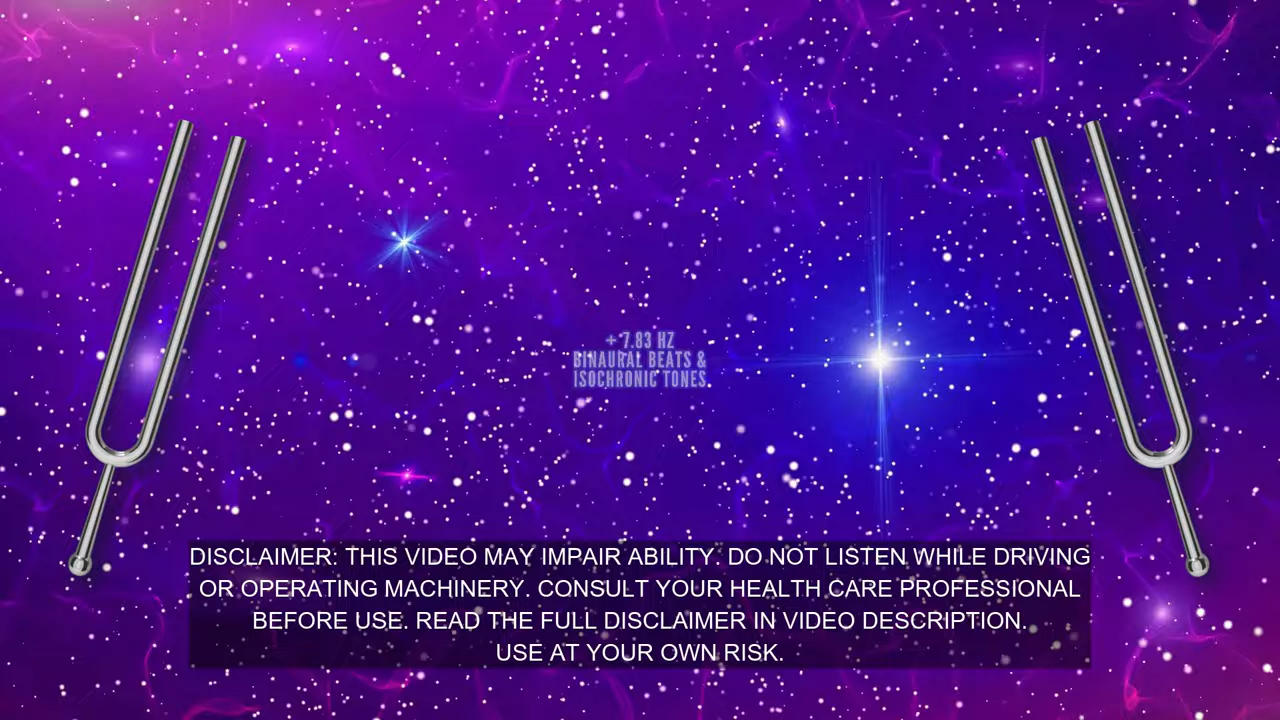 + 7.83 HZ
BINAURAL BEATS &
ISOCHRONIC TONES
DISCLAIMER: THIS VIDEO MAY IMPAIR ABILITY. DO NOT LISTEN WHILE DRIVING
OR OPERATING MACHINERY. CONSULT YOUR HEALTH CARE PROFESSIONAL
BEFORE USE. READ THE FULL DISCLAIMER IN VIDEO DESCRIPTION.
USE AT YOUR OWN RISK.